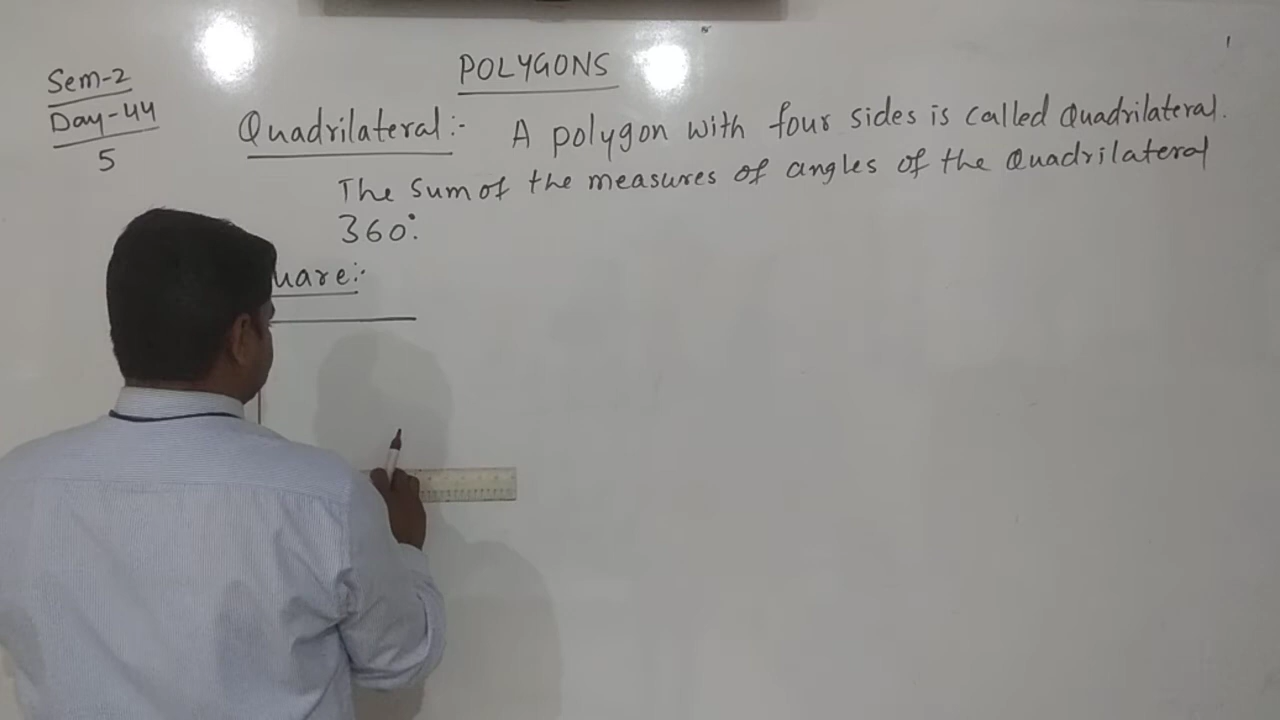 POLYGONS
Sem-2
Day-44
5
Quadrilateral:- A polygon with four sides is called Quadrilateral.
The Sum of the measures of angles of the Quadrilateral
360°.
uare:-